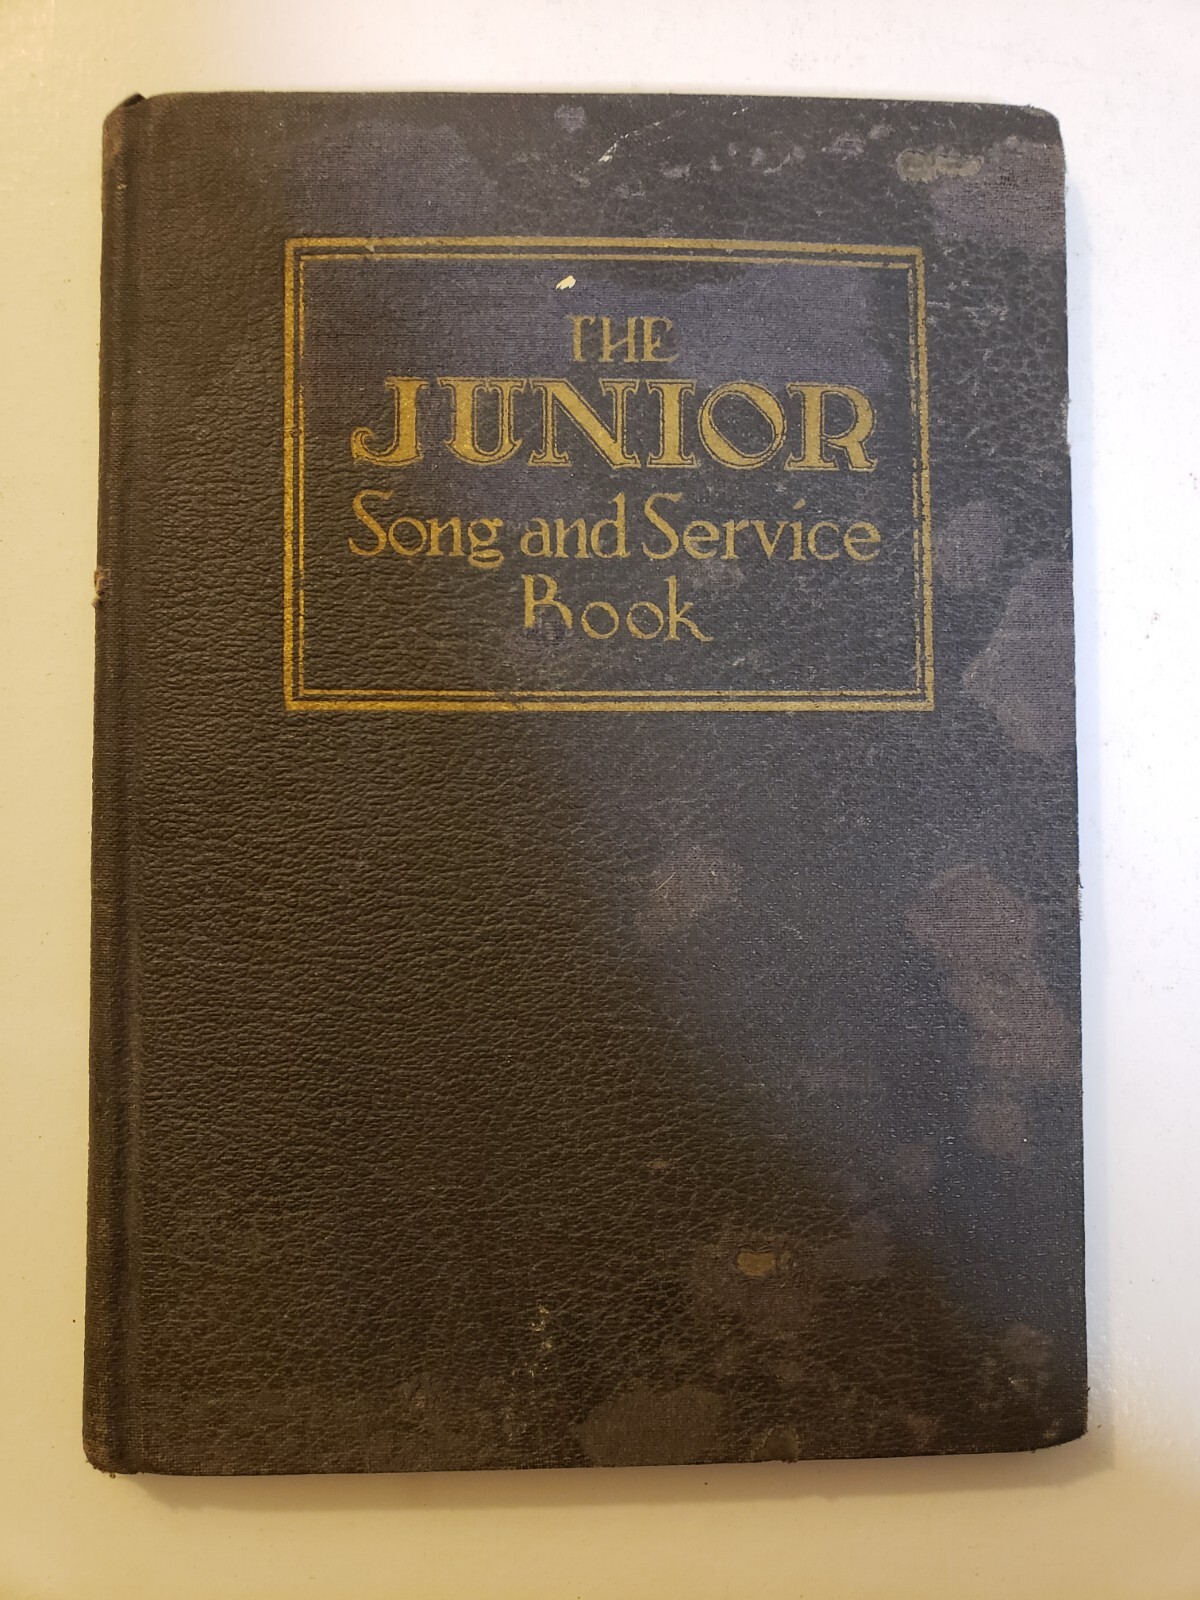 THE
JUNIOR
Song and Service
Book